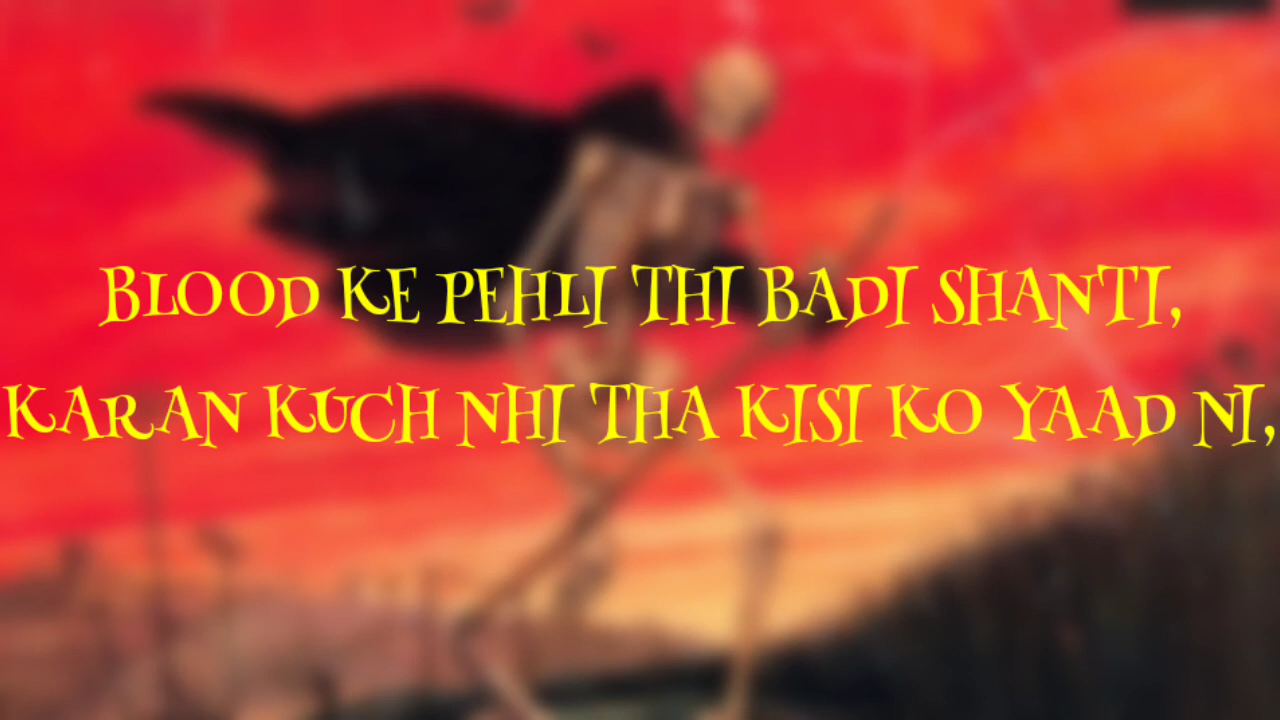 BLOOD KE PEHLI THI BADI SHANTI,
KARAN KUCH NHI THA KISI KO YAAD NI,